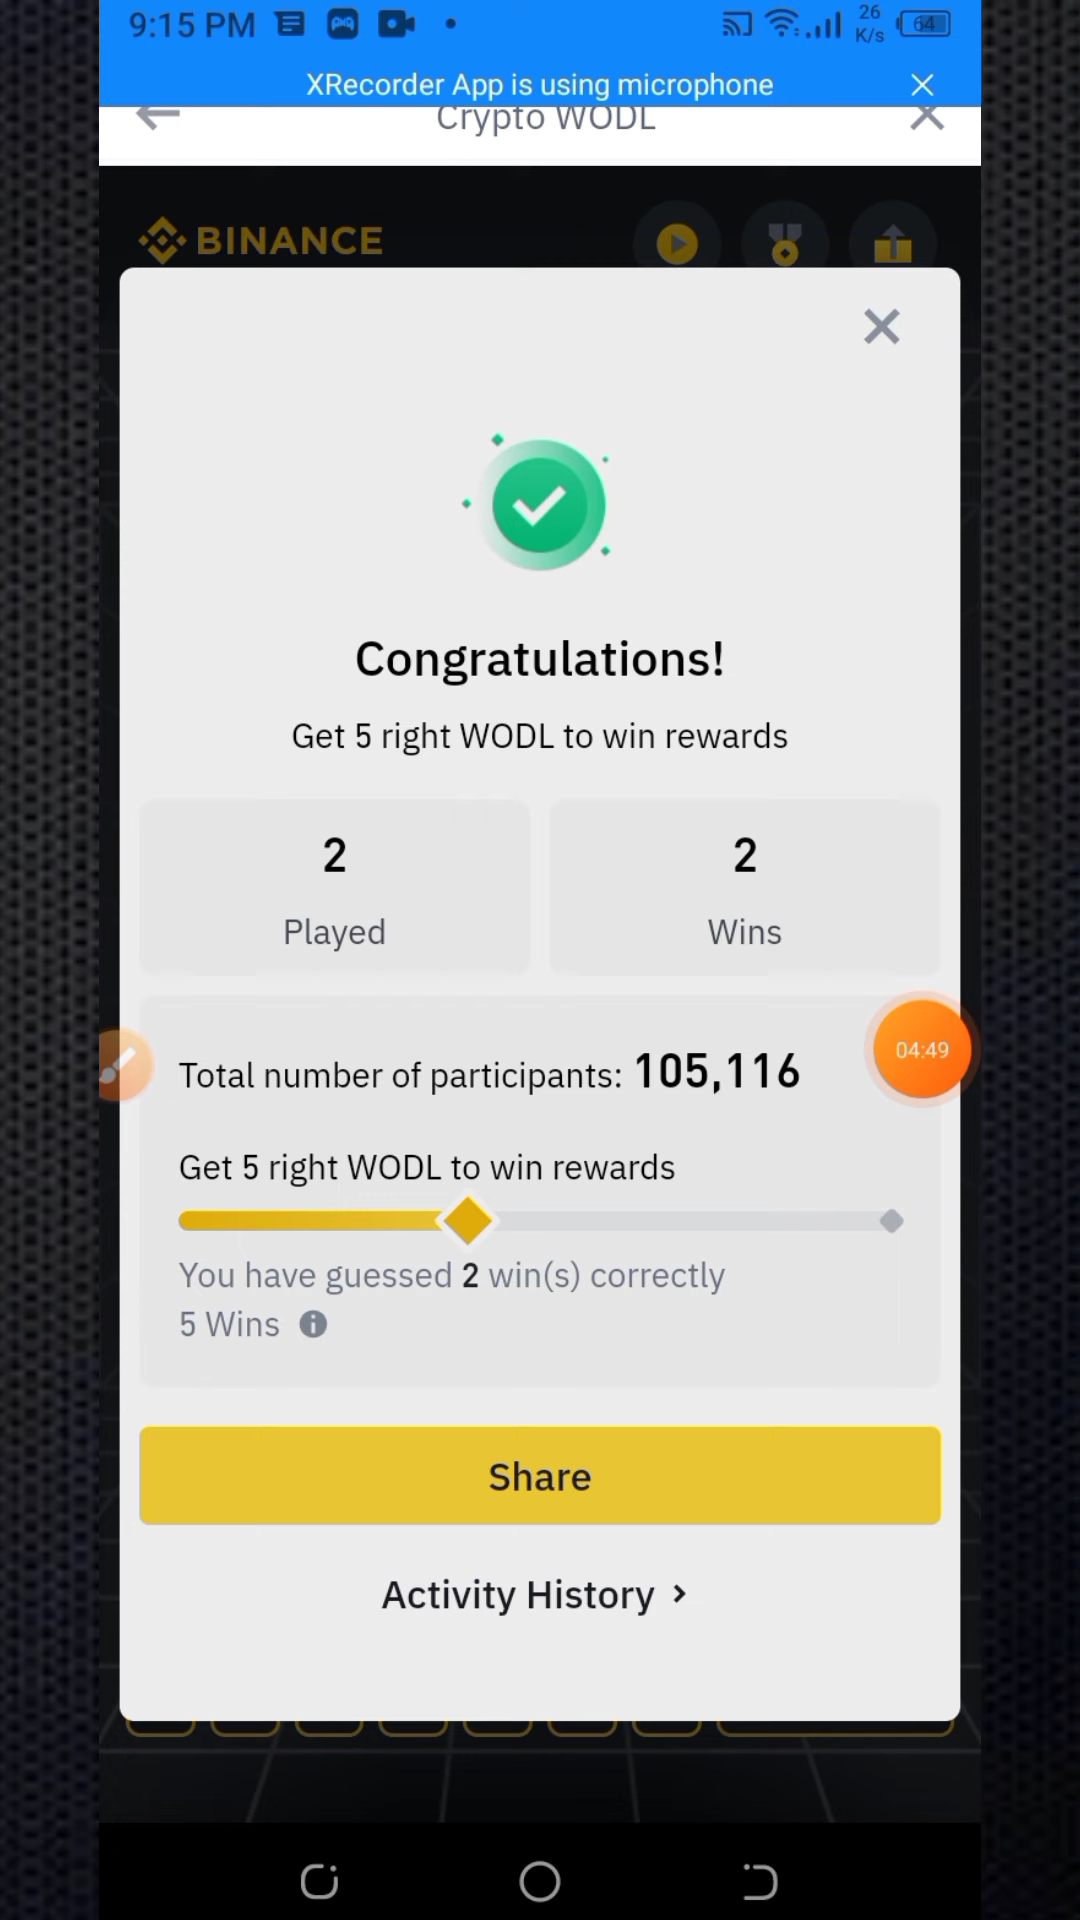 9:15 PM
26
K/s
64
XRecorder App is using microphone
Crypto WODL
BINANCE
Congratulations!
Get 5 right WODL to win rewards
2
2
Played
Wins
04:49
Total number of participants: 105,116
Get 5 right WODL to win rewards
You have guessed 2 win(s) correctly
5 Wins
Share
Activity History